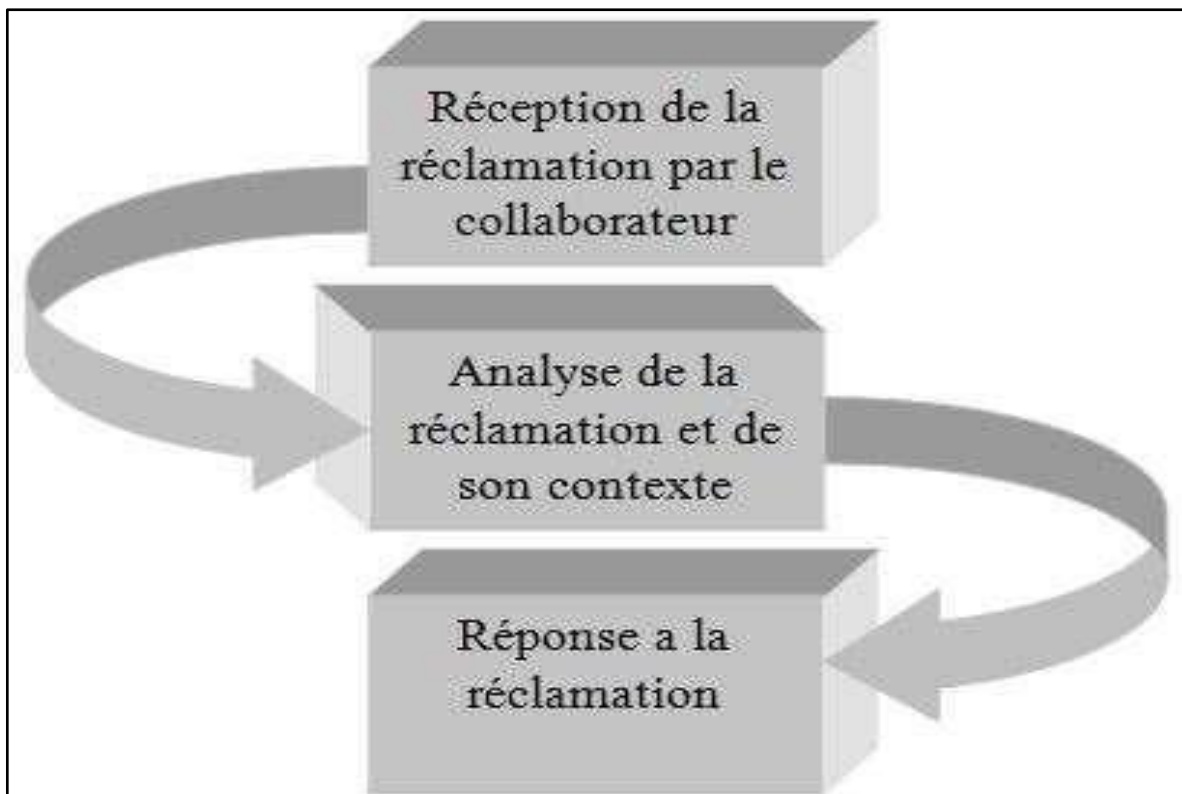 Réception de la
réclamation par le
collaborateur
Analyse de la
réclamation et de
son contexte
Réponse a la
réclamation